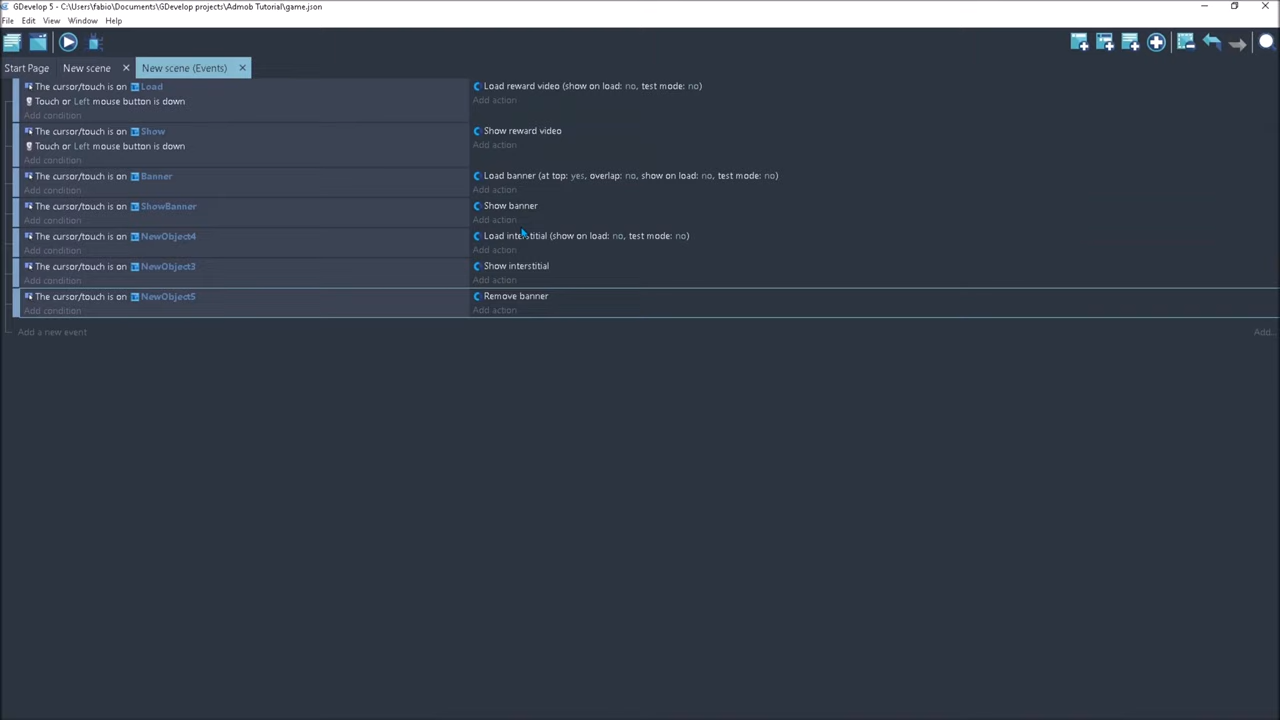 GDevelop 5 - C:\Users\fabio\Documents\GDevelop projects\Admob Tutorial\game.json
File Edit View Window Help
Start Page New scene New scene (Events)
The cursor/touch is on Load Load reward video (show on load: no, test mode: no)
Touch or Left mouse button is down Add action
Add condition
The cursor/touch is on Show Show reward video
Touch or Left mouse button is down Add action
Add condition
The cursor/touch is on Banner Load banner (at top: yes, overlap: no, show on load: no, test mode: no)
Add condition Add action
The cursor/touch is on ShowBanner Show banner
Add condition Add action
The cursor/touch is on NewObject4 Load interstitial (show on load: no, test mode: no)
Add condition Add action
The cursor/touch is on NewObject3 Show interstitial
Add condition Add action
The cursor/touch is on NewObject5 Remove banner
Add condition Add action
Add a new event Add...